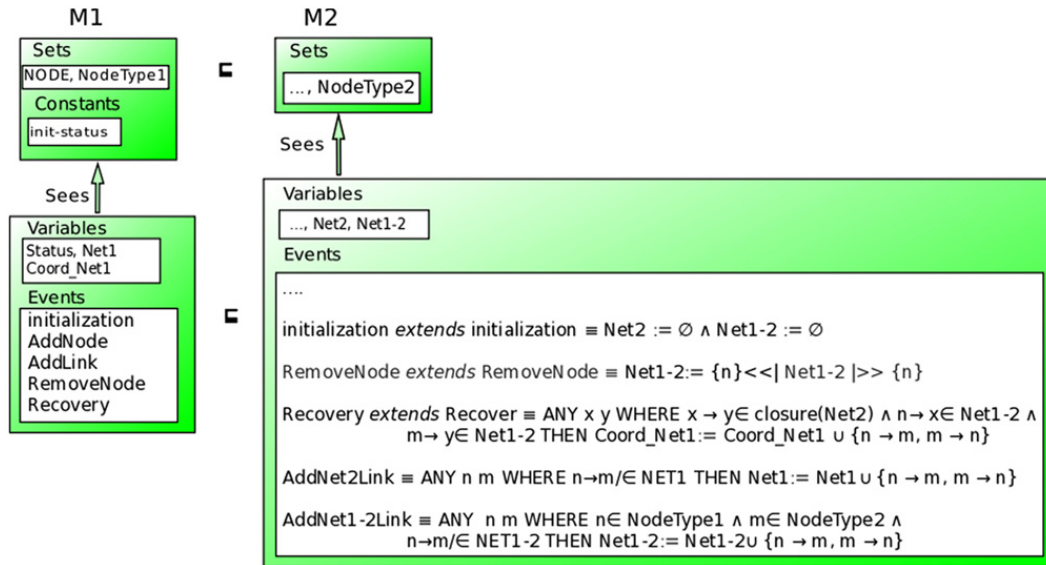 M1
Sets
NODE, NodeType1
Constants
init-status
Sees
Variables
Status, Net1
Coord_Net1
Events
initialization
AddNode
AddLink
RemoveNode
Recovery
⊑
⊑
M2
Sets
..., NodeType2
Sees
Variables
..., Net2, Net1-2
Events
....
initialization extends initialization ≡ Net2 := ∅ ∧ Net1-2 := ∅
RemoveNode extends RemoveNode ≡ Net1-2:= {n}<<| Net1-2 |>> {n}
Recovery extends Recover ≡ ANY x y WHERE x → y∈ closure(Net2) ∧ n→ x∈ Net1-2 ∧
m→ y∈ Net1-2 THEN Coord_Net1:= Coord_Net1 ∪ {n → m, m → n}
AddNet2Link ≡ ANY n m WHERE n→m/∈ NET1 THEN Net1:= Net1∪ {n → m, m → n}
AddNet1-2Link ≡ ANY n m WHERE n∈ NodeType1 ∧ m∈ NodeType2 ∧
n→m/∈ NET1-2 THEN Net1-2:= Net1-2∪ {n → m, m → n}